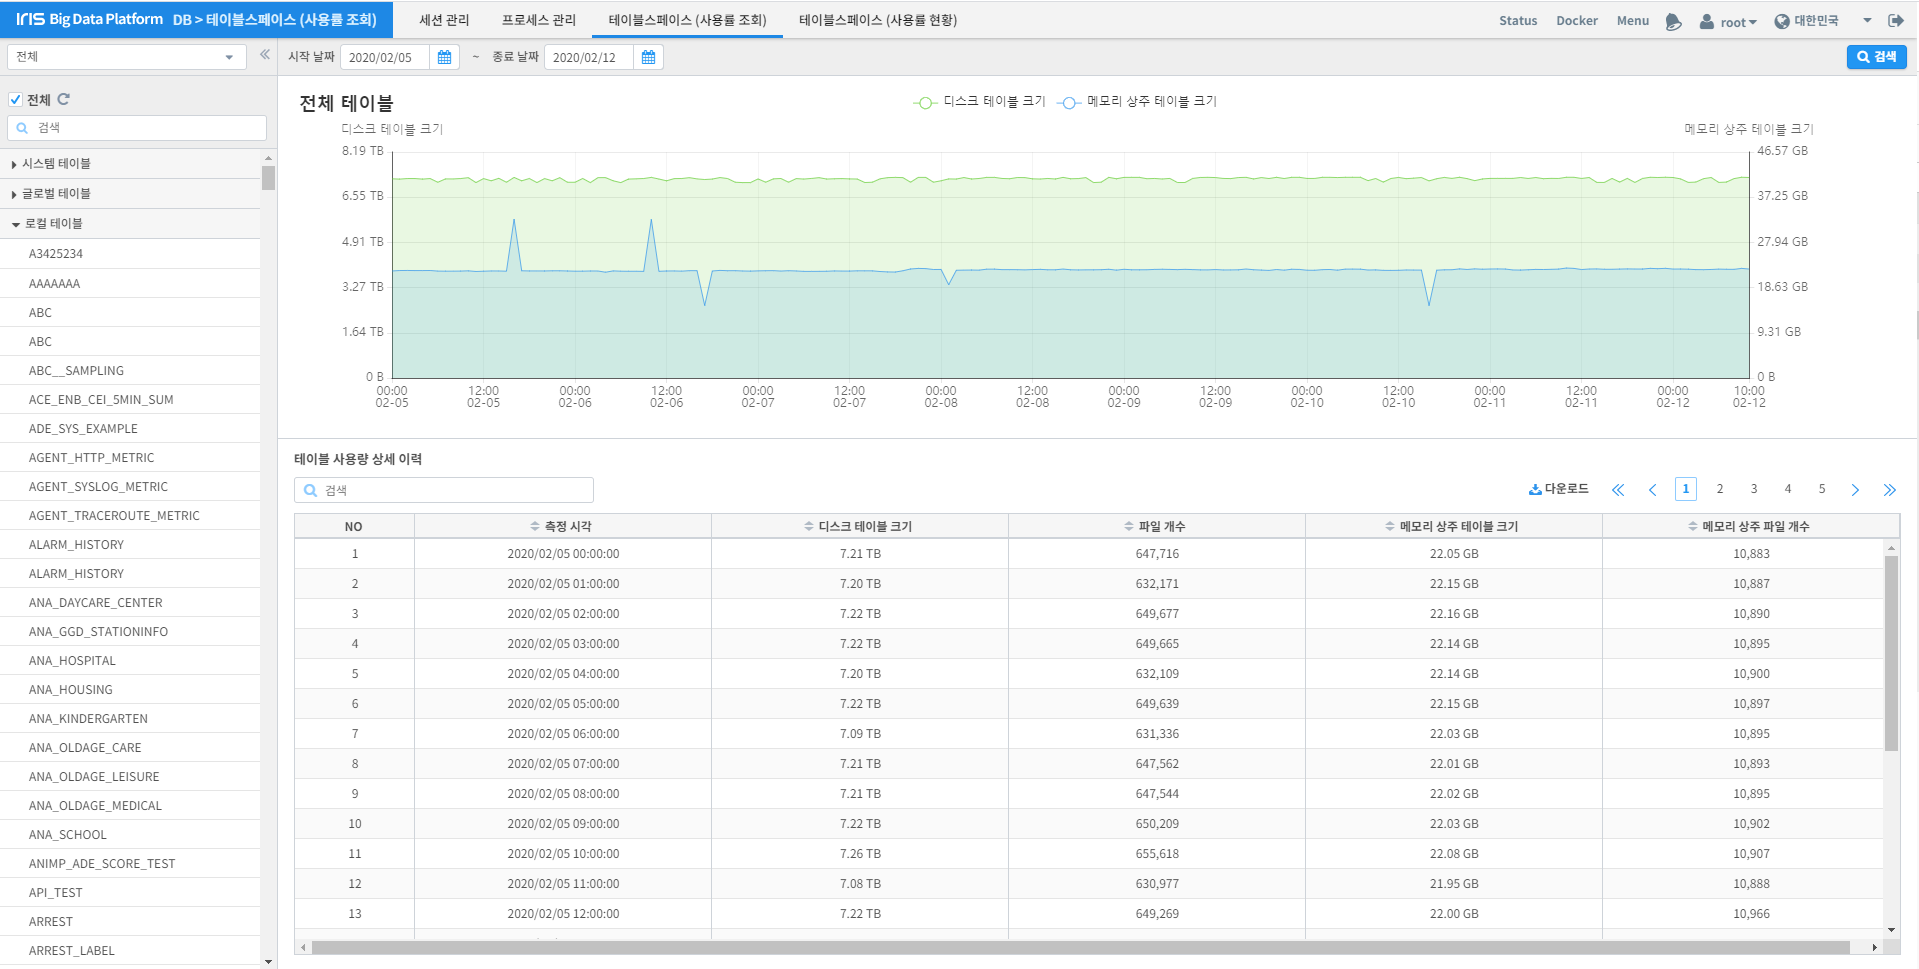 IRIS Big Data Platform DB > 테이블스페이스 (사용률 조회) 세션 관리 프로세스 관리 테이블스페이스 (사용률 조회) 테이블스페이스 (사용률 현황) Status Docker Menu root 대한민국
전체 시작 날짜 2020/02/05 ~ 종료 날짜 2020/02/12 검색
전체
검색
시스템 테이블
글로벌 테이블
로컬 테이블
A3425234
AAAAAAA
ABC
ABC
ABC__SAMPLING
ACE_ENB_CEI_5MIN_SUM
ADE_SYS_EXAMPLE
AGENT_HTTP_METRIC
AGENT_SYSLOG_METRIC
AGENT_TRACEROUTE_METRIC
ALARM_HISTORY
ALARM_HISTORY
ANA_DAYCARE_CENTER
ANA_GGD_STATIONINFO
ANA_HOSPITAL
ANA_HOUSING
ANA_KINDERGARTEN
ANA_OLDAGE_CARE
ANA_OLDAGE_LEISURE
ANA_OLDAGE_MEDICAL
ANA_SCHOOL
ANIMP_ADE_SCORE_TEST
API_TEST
ARREST
ARREST_LABEL
전체 테이블 디스크 테이블 크기 메모리 상주 테이블 크기
디스크 테이블 크기 메모리 상주 테이블 크기
8.19 TB 46.57 GB
6.55 TB 37.25 GB
4.91 TB 27.94 GB
3.27 TB 18.63 GB
1.64 TB 9.31 GB
0 B 0 B
00:00 12:00 00:00 12:00 00:00 12:00 00:00 12:00 00:00 12:00 00:00 12:00 00:00 12:00 00:00 10:00
02-05 02-05 02-06 02-06 02-07 02-07 02-08 02-08 02-09 02-09 02-10 02-10 02-11 02-11 02-12 02-12
테이블 사용량 상세 이력
검색 다운로드 1 2 3 4 5
NO 측정 시각 디스크 테이블 크기 파일 개수 메모리 상주 테이블 크기 메모리 상주 파일 개수
1 2020/02/05 00:00:00 7.21 TB 647,716 22.05 GB 10,883
2 2020/02/05 01:00:00 7.20 TB 632,171 22.15 GB 10,887
3 2020/02/05 02:00:00 7.22 TB 649,677 22.16 GB 10,890
4 2020/02/05 03:00:00 7.22 TB 649,665 22.14 GB 10,895
5 2020/02/05 04:00:00 7.20 TB 632,109 22.14 GB 10,900
6 2020/02/05 05:00:00 7.22 TB 649,639 22.15 GB 10,897
7 2020/02/05 06:00:00 7.09 TB 631,336 22.03 GB 10,895
8 2020/02/05 07:00:00 7.21 TB 647,562 22.01 GB 10,893
9 2020/02/05 08:00:00 7.21 TB 647,544 22.02 GB 10,895
10 2020/02/05 09:00:00 7.22 TB 650,209 22.03 GB 10,902
11 2020/02/05 10:00:00 7.26 TB 655,618 22.08 GB 10,907
12 2020/02/05 11:00:00 7.08 TB 630,977 21.95 GB 10,888
13 2020/02/05 12:00:00 7.22 TB 649,269 22.00 GB 10,966